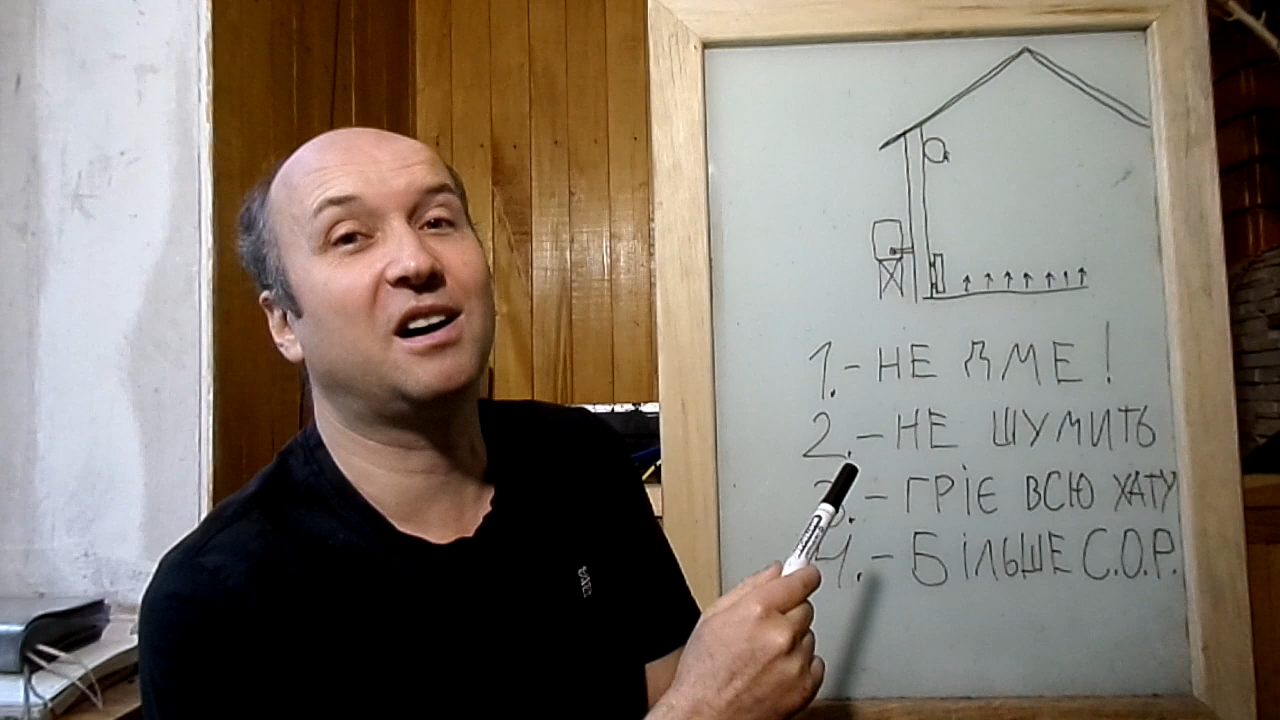 1.- НЕ ДМЕ!
2.- НЕ ШУМИТЬ
3.- ГРІЄ ВСЮ ХАТУ
4.- БІЛЬШЕ С.О.Р.